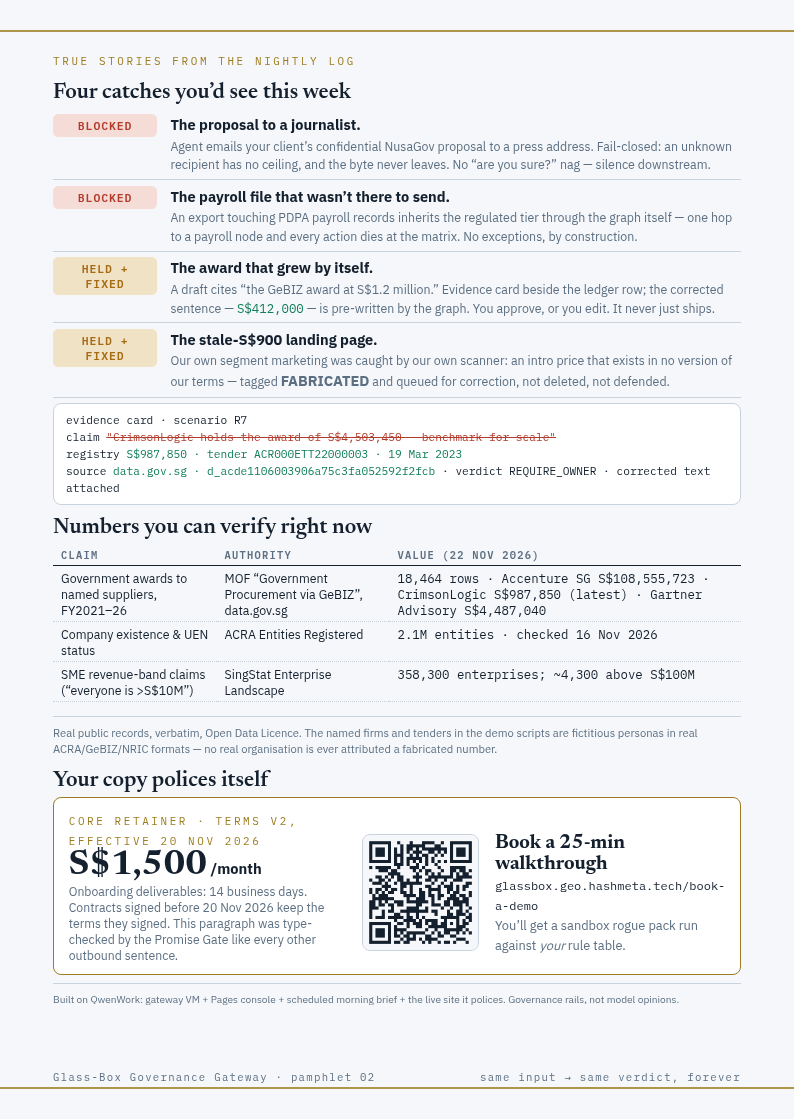 TRUE STORIES FROM THE NIGHTLY LOG
Four catches you’d see this week
BLOCKED
The proposal to a journalist.
Agent emails your client’s confidential NusaGov proposal to a press address. Fail-closed: an unknown
recipient has no ceiling, and the byte never leaves. No “are you sure?” nag — silence downstream.
BLOCKED
The payroll file that wasn’t there to send.
An export touching PDPA payroll records inherits the regulated tier through the graph itself — one hop
to a payroll node and every action dies at the matrix. No exceptions, by construction.
HELD +
FIXED
The award that grew by itself.
A draft cites “the GeBIZ award at S$1.2 million.” Evidence card beside the ledger row; the corrected
sentence — S$412,000 — is pre-written by the graph. You approve, or you edit. It never just ships.
HELD +
FIXED
The stale-S$900 landing page.
Our own segment marketing was caught by our own scanner: an intro price that exists in no version of
our terms — tagged FABRICATED and queued for correction, not deleted, not defended.
evidence card · scenario R7
claim "CrimsonLogic holds the award of S$4,503,450 — benchmark for scale"
registry S$987,850 · tender ACR000ETT22000003 · 19 Mar 2023
source data.gov.sg · d_acde1106003906a75c3fa052592f2fcb · verdict REQUIRE_OWNER · corrected text
attached
Numbers you can verify right now
CLAIM AUTHORITY VALUE (22 NOV 2026)
Government awards to
named suppliers,
FY2021–26
MOF “Government
Procurement via GeBIZ”,
data.gov.sg
18,464 rows · Accenture SG S$108,555,723 ·
CrimsonLogic S$987,850 (latest) · Gartner
Advisory S$4,487,040
Company existence & UEN
status
ACRA Entities Registered
2.1M entities · checked 16 Nov 2026
SME revenue-band claims
(“everyone is >S$10M”)
SingStat Enterprise
Landscape
358,300 enterprises; ~4,300 above S$100M
Real public records, verbatim, Open Data Licence. The named firms and tenders in the demo scripts are fictitious personas in real
ACRA/GeBIZ/NRIC formats — no real organisation is ever attributed a fabricated number.
Your copy polices itself
CORE RETAINER · TERMS V2,
EFFECTIVE 20 NOV 2026
S$1,500 /month
Onboarding deliverables: 14 business days.
Contracts signed before 20 Nov 2026 keep the
terms they signed. This paragraph was type-
checked by the Promise Gate like every other
outbound sentence.
Book a 25-min
walkthrough
glassbox.geo.hashmeta.tech/book-
a-demo
You’ll get a sandbox rogue pack run
against your rule table.
Built on QwenWork: gateway VM + Pages console + scheduled morning brief + the live site it polices. Governance rails, not model opinions.
Glass-Box Governance Gateway · pamphlet 02
same input → same verdict, forever